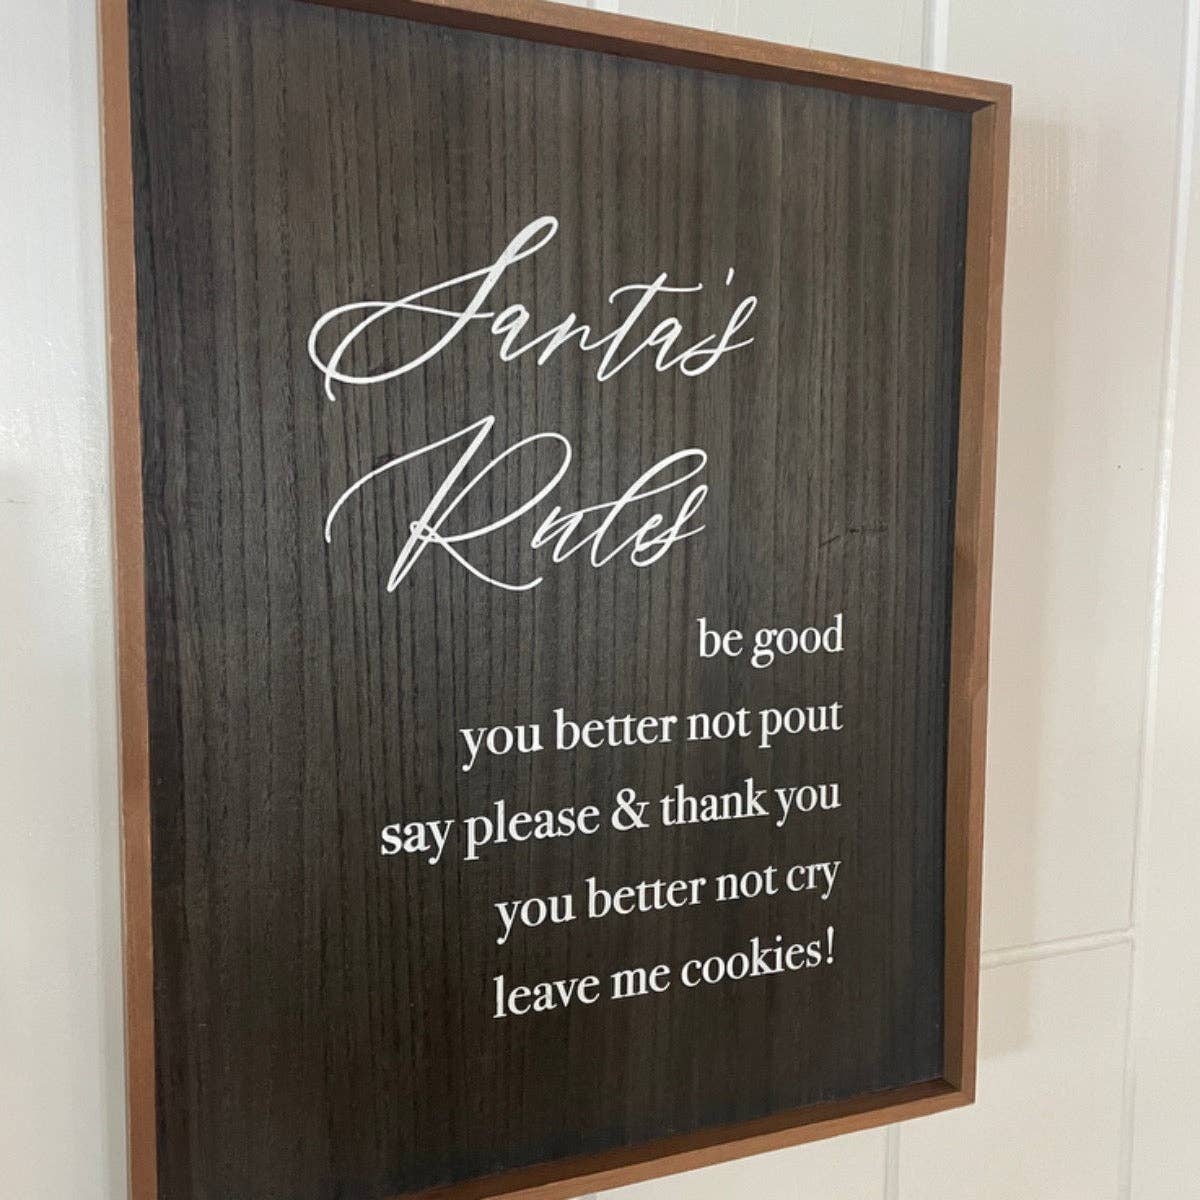 Santa's
Rules
be good
you better not pout
say please & thank you
you better not cry
leave me cookies!